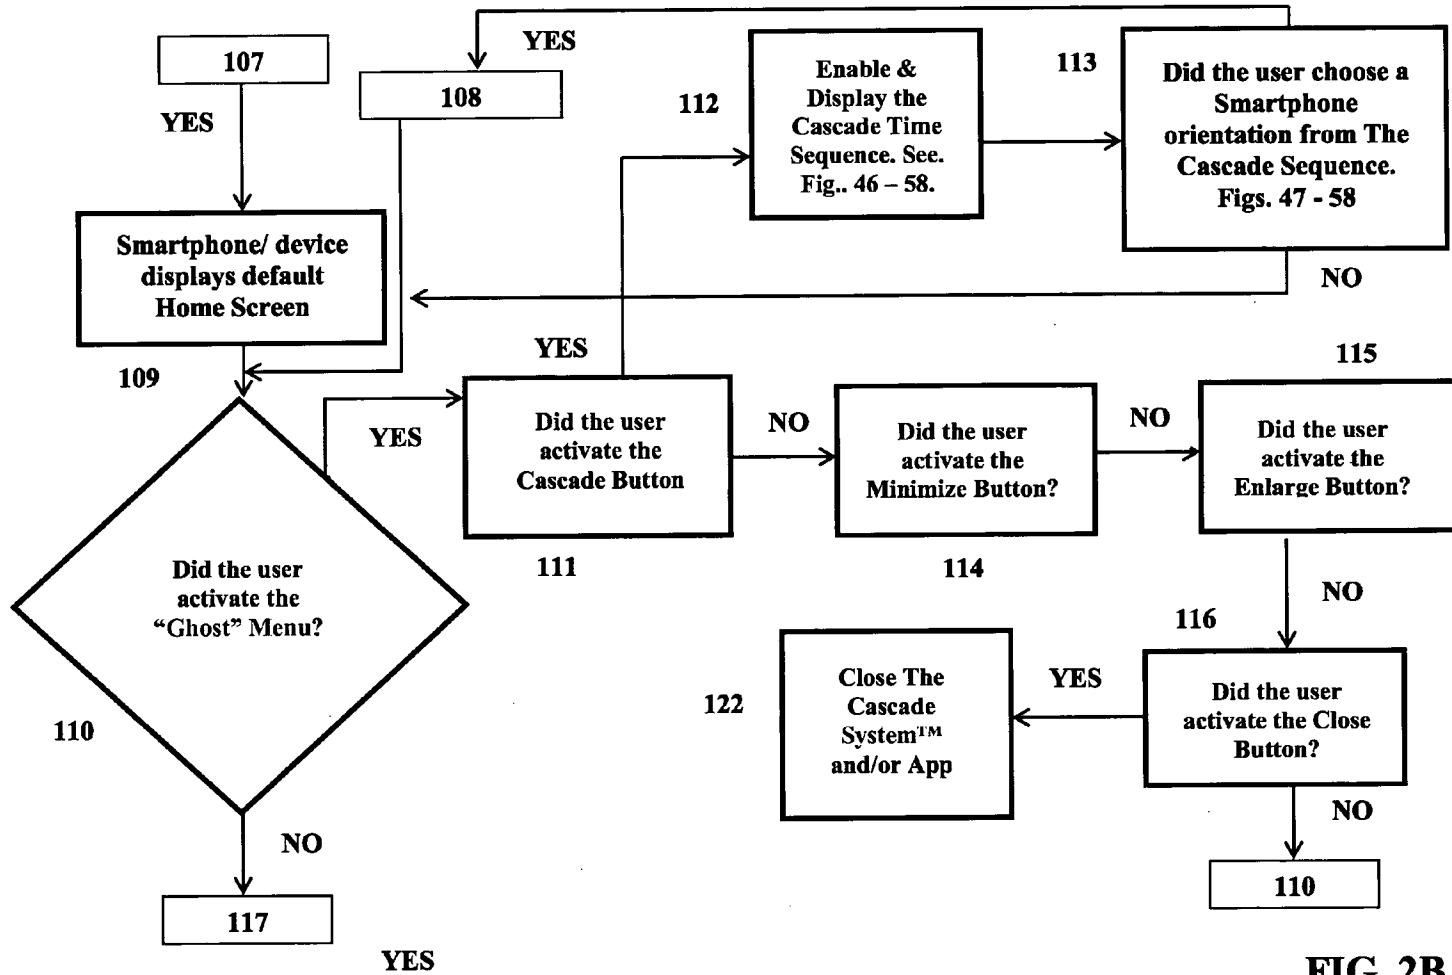 YES
107
108
YES
112
Enable &
Display the
Cascade Time
Sequence. See.
Fig.. 46 – 58.
113
Did the user choose a
Smartphone
orientation from The
Cascade Sequence.
Figs. 47 - 58
Smartphone/ device
displays default
Home Screen
NO
109
YES
115
YES
Did the user
activate the
Cascade Button
NO
Did the user
activate the
Minimize Button?
NO
Did the user
activate the
Enlarge Button?
111
114
NO
Did the user
activate the
“Ghost” Menu?
110
116
122
Close The
Cascade
System™
and/or App
YES
Did the user
activate the Close
Button?
NO
NO
117
110
YES
FIG. 2B